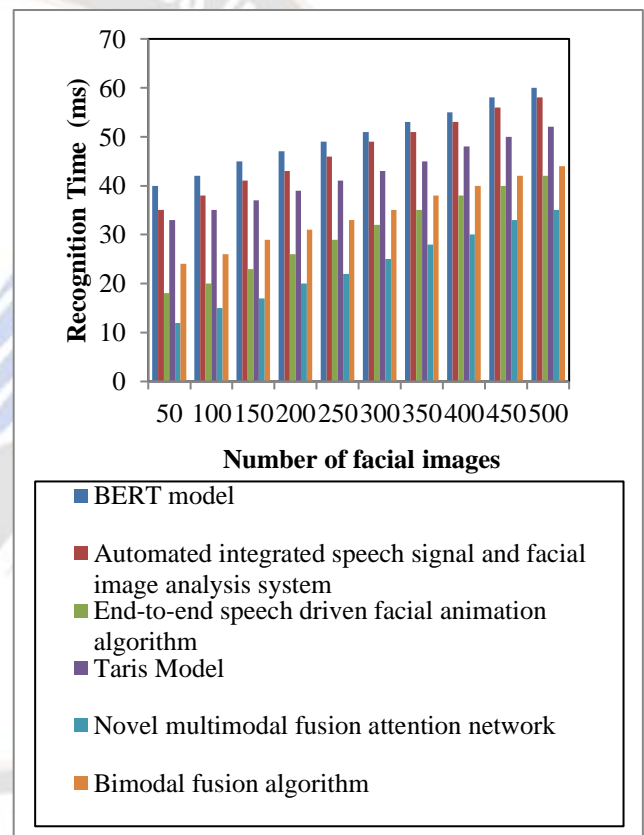 70
60
50
40
30
20
10
0
Recognition Time (ms)
50 100 150 200 250 300 350 400 450 500
Number of facial images
BERT model
Automated integrated speech signal and facial
image analysis system
End-to-end speech driven facial animation
algorithm
Taris Model
Novel multimodal fusion attention network
Bimodal fusion algorithm